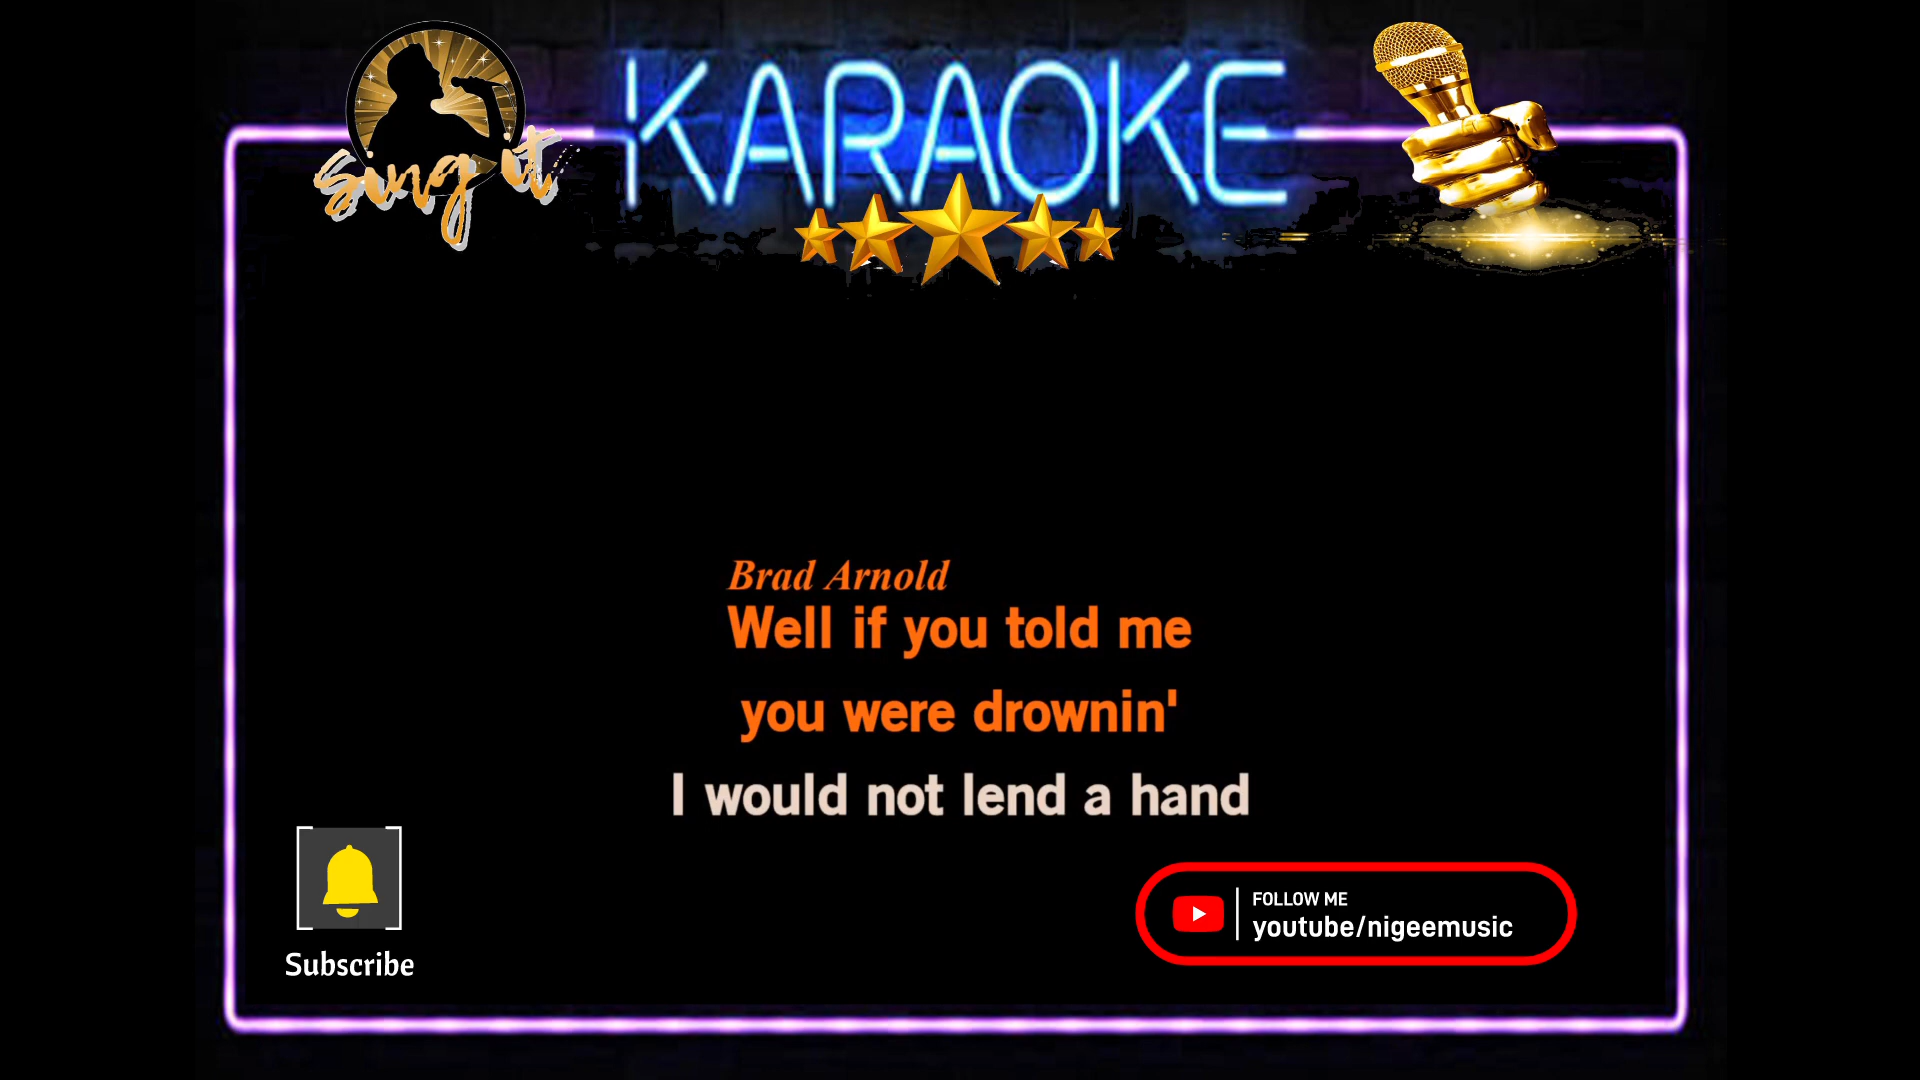 sing it
KARAOKE
Brad Arnold
Well if you told me
you were drownin'
I would not lend a hand
Subscribe
FOLLOW ME
youtube/nigeemusic